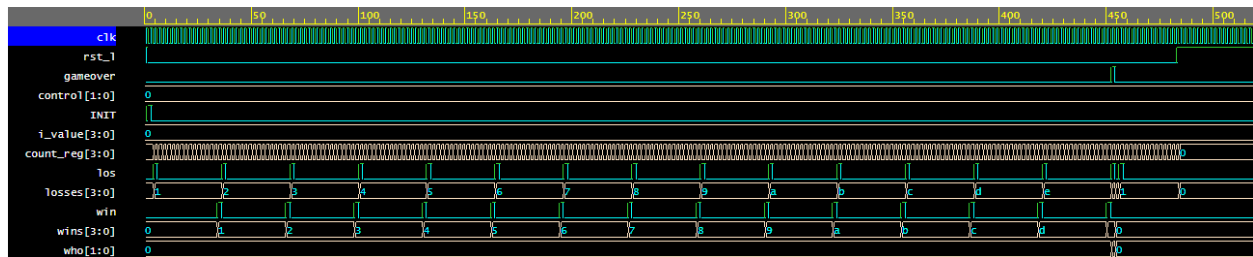 0 50 100 150 200 250 300 350 400 450 500
clk
rst_l
gameover
control[1:0] 0
INIT
i_value[3:0] 0
count_reg[3:0] 0
los
losses[3:0] 1 2 3 4 5 6 7 8 9 a b c d e 1 0
win
wins[3:0] 0 1 2 3 4 5 6 7 8 9 a b c d 0
who[1:0] 0 0